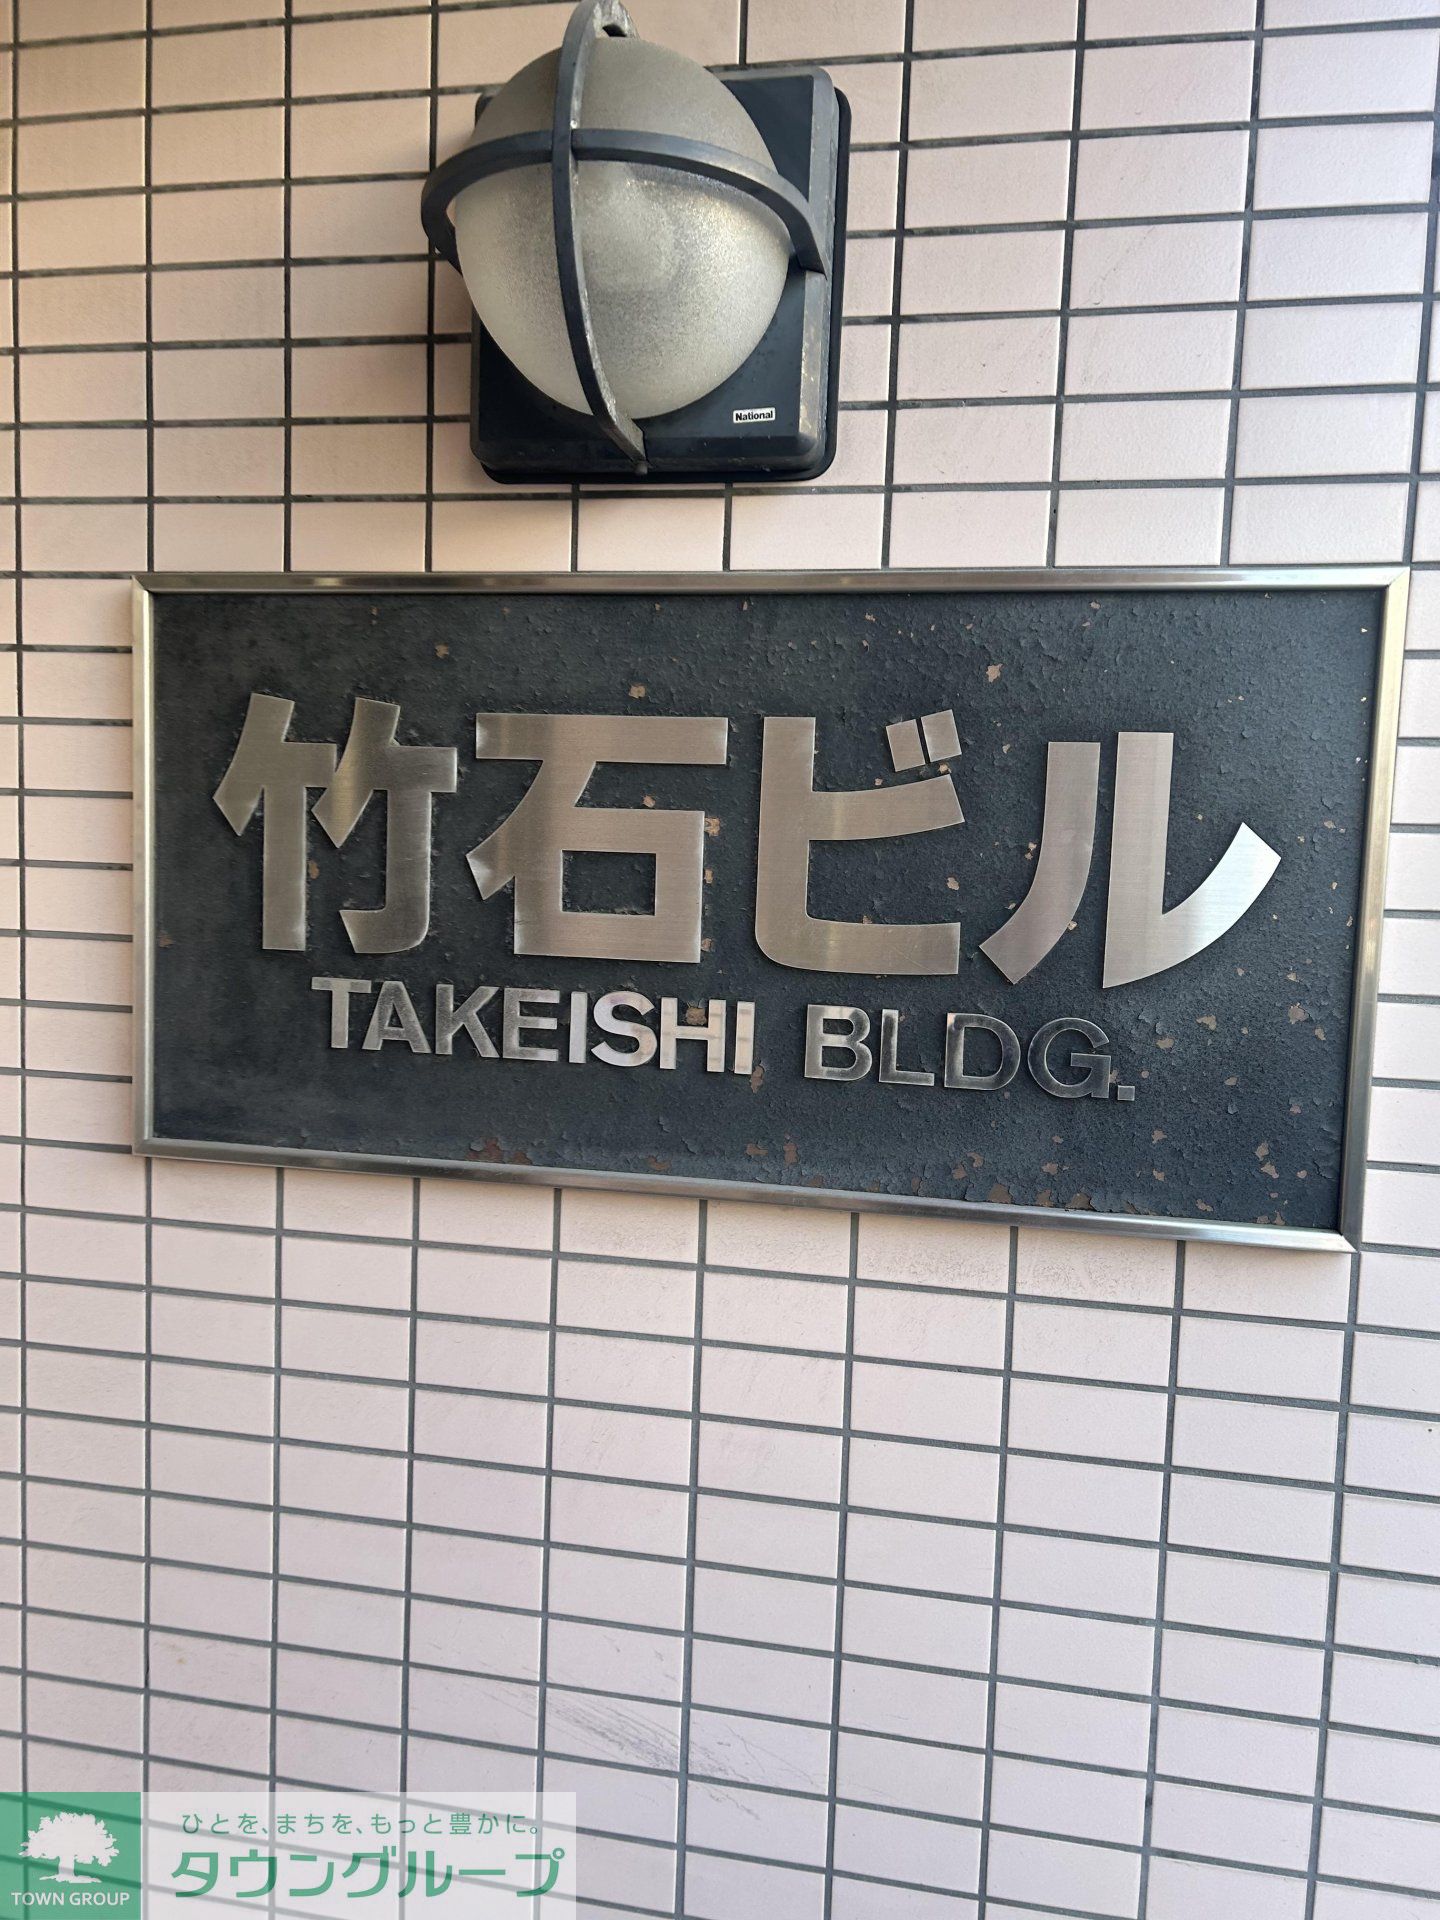 National
竹石ビル
TAKEISHI BLDG.
ひとを、まちを、もっと豊かに。
タウングループ
TOWN GROUP